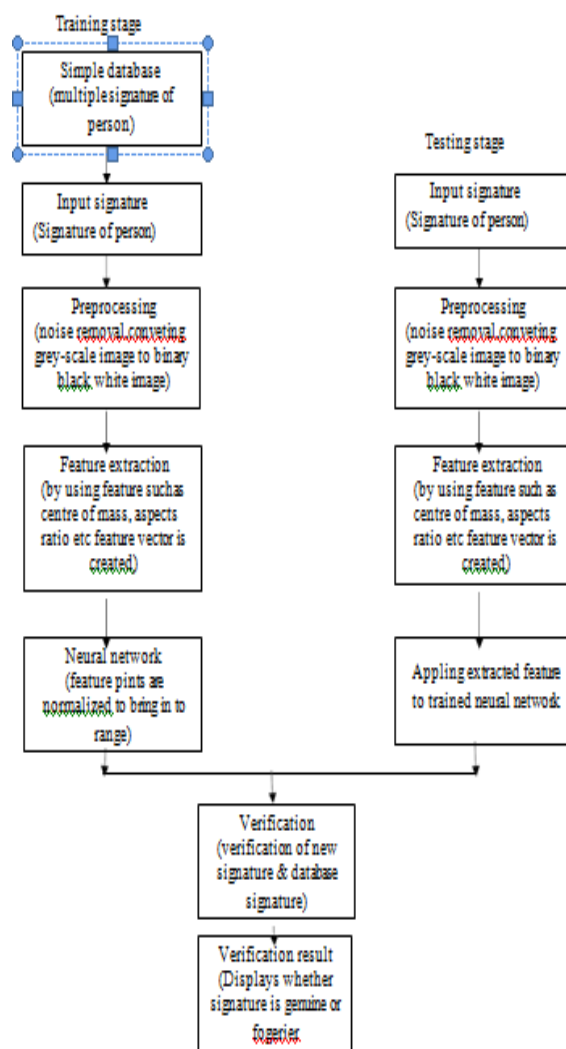 Training stage
Simple database
(multiple signature of
person)
Input signature
(Signature of person)
Preprocessing
(noise removal,conveting
grey-scale image to binary
black white image)
Feature extraction
(by using feature suchas
centre of mass, aspects
ratio etc feature vector is
created)
Neural network
(feature pints are
normalized to bring in to
range)
Testing stage
Input signature
(Signature of person)
Preprocessing
(noise removal,conveting
grey-scale image to binary
black white image)
Feature extraction
(by using feature such as
centre of mass, aspects
ratio etc feature vector is
created)
Appling extracted feature
to trained neural network
Verification
(verification of new
signature & database
signature)
Verification result
(Displays whether
signature is genuine or
fogerier